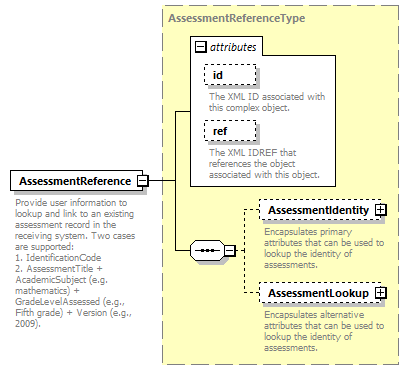 AssessmentReferenceType
attributes
id
The XML ID associated with
this complex object.
ref
The XML IDREF that
references the object
associated with this object.
AssessmentReference
Provide user information to
lookup and link to an existing
assessment record in the
receiving system. Two cases
are supported:
1. IdentificationCode
2. AssessmentTitle +
AcademicSubject (e.g.
mathematics) +
GradeLevelAssessed (e.g.,
Fifth grade) + Version (e.g.,
2009).
AssessmentIdentity
Encapsulates primary
attributes that can be used to
lookup the identity of
assessments.
AssessmentLookup
Encapsulates alternative
attributes that can be used to
lookup the identity of
assessments.